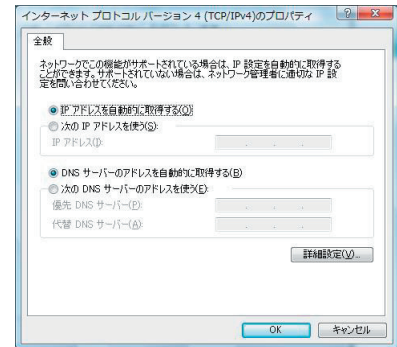 インターネット プロトコル バージョン 4 (TCP/IPv4)のプロパティ
全般
ネットワークでこの機能がサポートされている場合は、IP 設定を自動的に取得する
ことができます。サポートされていない場合は、ネットワーク管理者に適切な IP 設
定を問い合わせてください。
IP アドレスを自動的に取得する(O)
次の IP アドレスを使う(S):
IP アドレス(I):
DNS サーバーのアドレスを自動的に取得する(B)
次の DNS サーバーのアドレスを使う(E):
優先 DNS サーバー(P):
代替 DNS サーバー(A):
詳細設定(V)...
OK
キャンセル